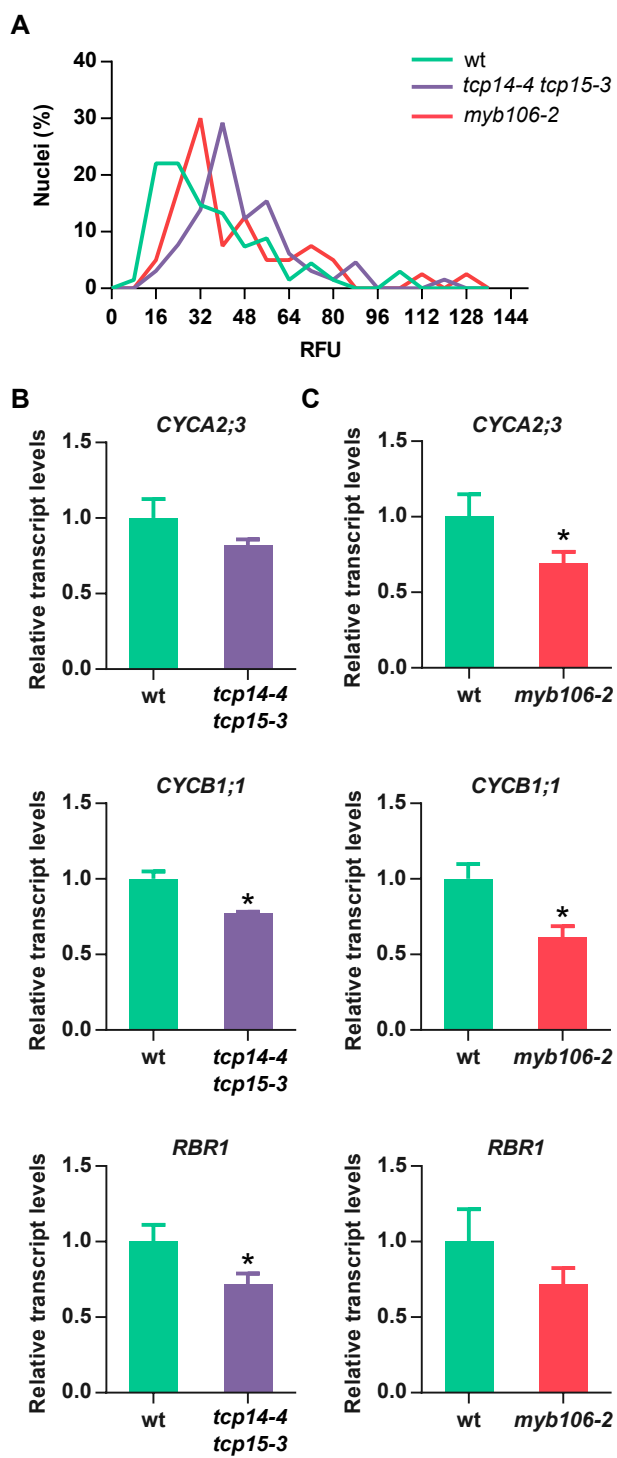 A
wt
tcp14-4 tcp15-3
myb106-2
Nuclei (%)
40
30
20
10
0
0 16 32 48 64 80 96 112 128 144
RFU
B
CYCA2;3
Relative transcript levels
1.5
1.0
0.5
0.0
wt
tcp14-4
tcp15-3
C
CYCA2;3
Relative transcript levels
1.5
1.0
*
0.5
0.0
wt
myb106-2
CYCB1;1
Relative transcript levels
1.5
1.0
*
0.5
0.0
wt
tcp14-4
tcp15-3
CYCB1;1
Relative transcript levels
1.5
1.0
*
0.5
0.0
wt
myb106-2
RBR1
Relative transcript levels
1.5
1.0
*
0.5
0.0
wt
tcp14-4
tcp15-3
RBR1
Relative transcript levels
1.5
1.0
0.5
0.0
wt
myb106-2